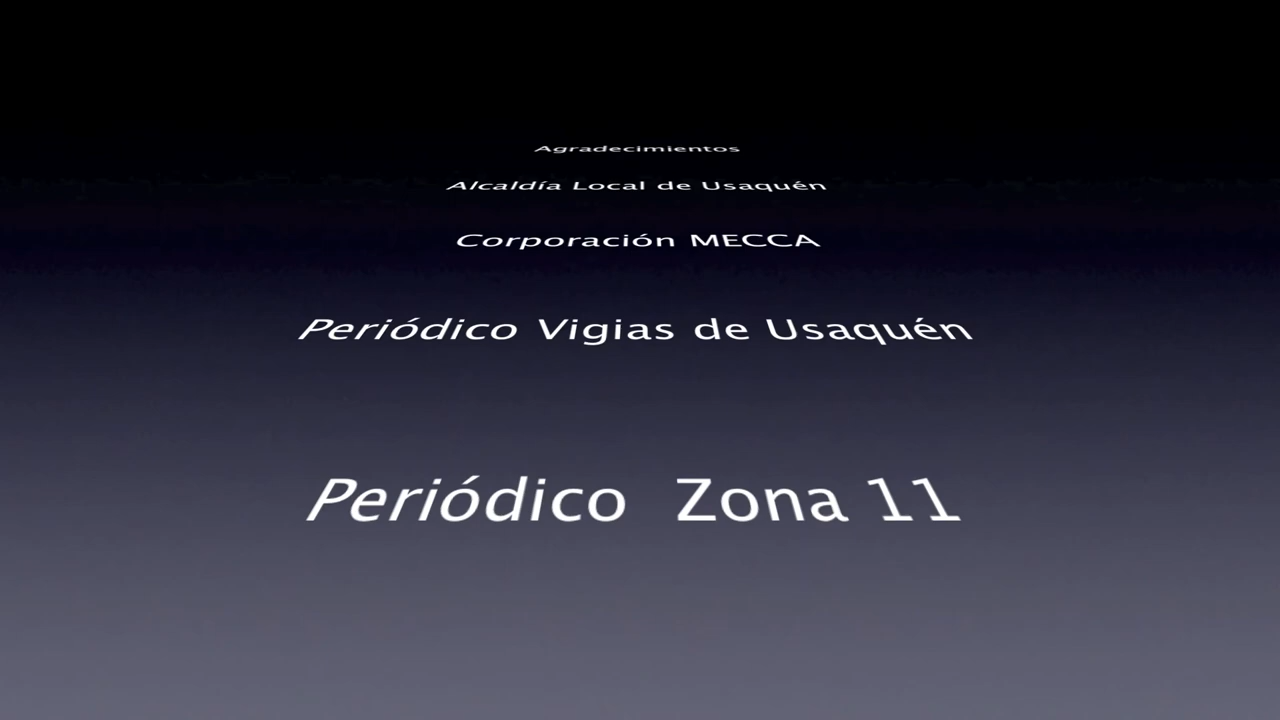 Agradecimientos
Alcaldía Local de Usaquén
Corporación MECCA
Periódico Vigias de Usaquén
Periódico Zona 11